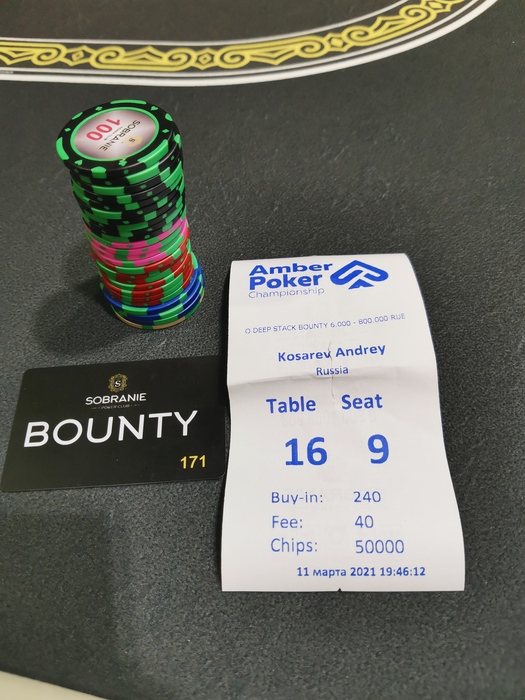 100
SOBRANIE
Amber
Poker
Championship
O DEEP STACK BOUNTY 6.000 - 800.000 RUE
Kosarev Andrey
Russia
Table Seat
16 9
Buy-in: 240
Fee: 40
Chips: 50000
11 марта 2021 19:46:12
S
SOBRANIE
POKER CLUB
BOUNTY
171